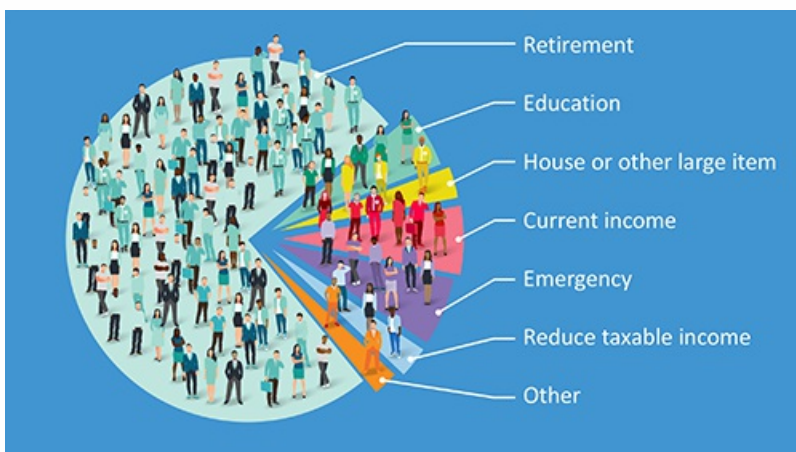 Retirement
Education
House or other large item
Current income
Emergency
Reduce taxable income
Other